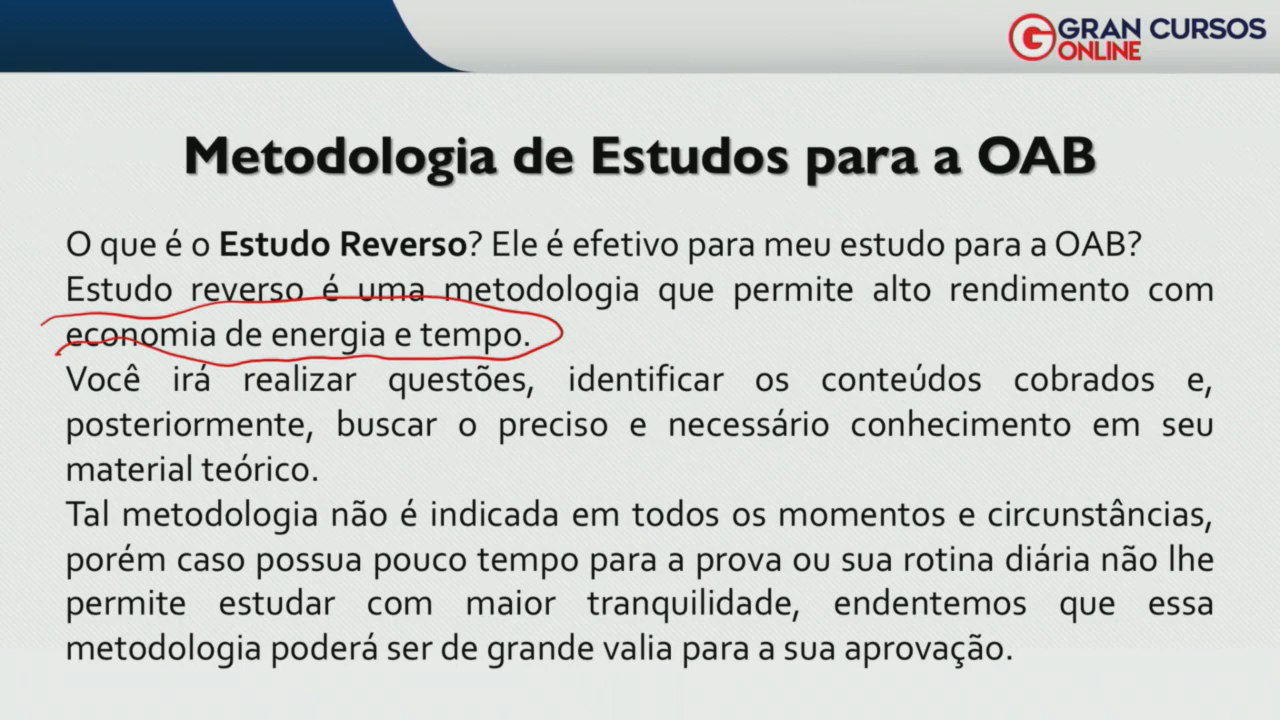 GRAN CURSOS
ONLINE
Metodologia de Estudos para a OAB
O que é o Estudo Reverso? Ele é efetivo para meu estudo para a OAB?
Estudo reverso é uma metodologia que permite alto rendimento com
economia de energia e tempo.
Você irá realizar questões, identificar os conteúdos cobrados e,
posteriormente, buscar o preciso e necessário conhecimento em seu
material teórico.
Tal metodologia não é indicada em todos os momentos e circunstâncias,
porém caso possua pouco tempo para a prova ou sua rotina diária não lhe
permite estudar com maior tranquilidade, endentemos que essa
metodologia poderá ser de grande valia para a sua aprovação.